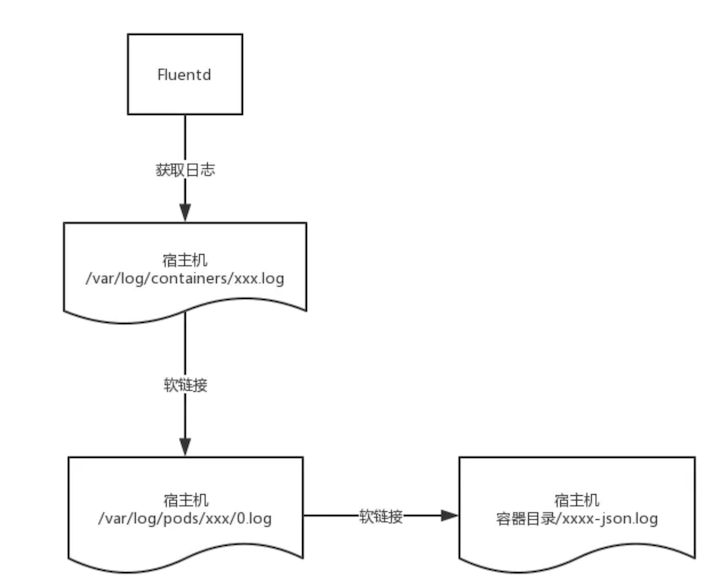 Fluentd
获取日志
宿主机
/var/log/containers/xxx.log
软链接
宿主机
/var/log/pods/xxx/0.log
软链接
宿主机
容器目录/xxxx-json.log